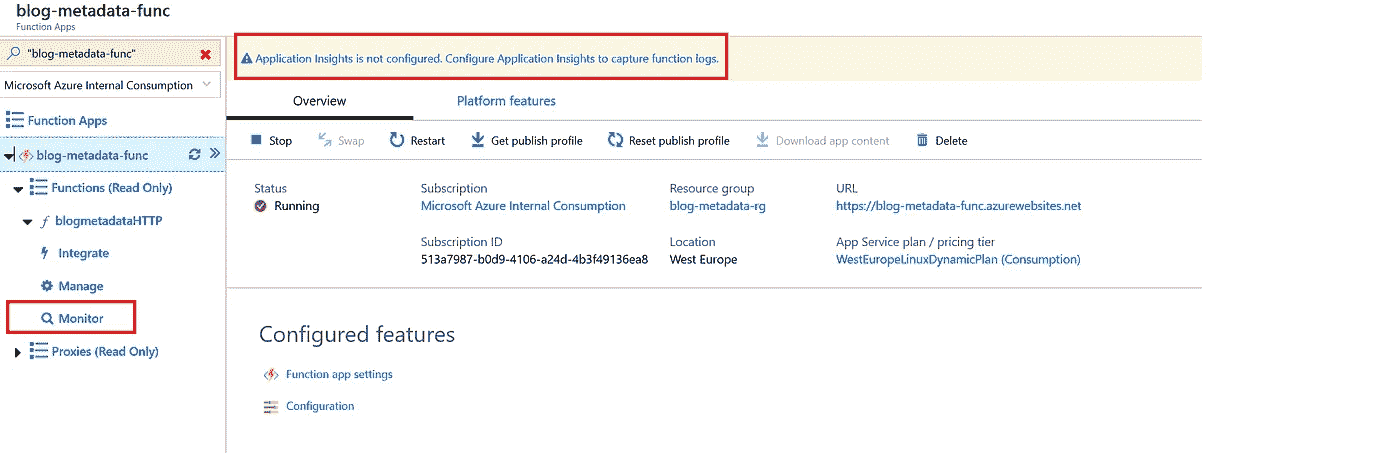 blog-metadata-func
Function Apps
"blog-metadata-func"
Microsoft Azure Internal Consumption
Function Apps
blog-metadata-func
Functions (Read Only)
blogmetadataHTTP
Integrate
Manage
Monitor
Proxies (Read Only)
Application Insights is not configured. Configure Application Insights to capture function logs.
Overview Platform features
Stop Swap Restart Get publish profile Reset publish profile Download app content Delete
Status Subscription Resource group URL
Running Microsoft Azure Internal Consumption blog-metadata-rg https://blog-metadata-func.azurewebsites.net
Subscription ID Location App Service plan / pricing tier
513a7987-b0d9-4106-a24d-4b3f49136ea8 West Europe WestEuropeLinuxDynamicPlan (Consumption)
Configured features
Function app settings
Configuration